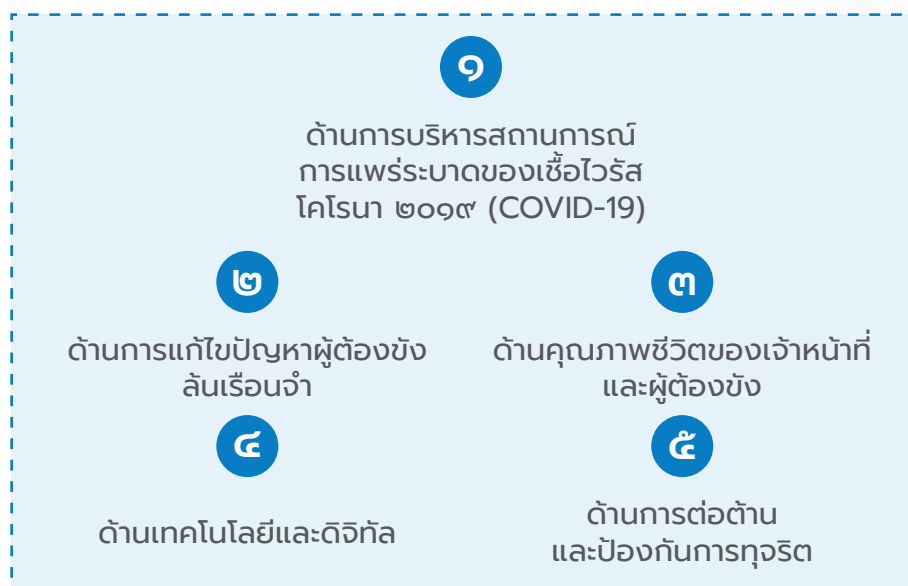 ๑
ด้านการบริหารสถานการณ์
การแพร่ระบาดของเชื้อไวรัส
โคโรนา ๒๐๑๙ (COVID-19)
๒
ด้านการแก้ไขปัญหาผู้ต้องขัง
ล้นเรือนจำ
๓
ด้านคุณภาพชีวิตของเจ้าหน้าที่
และผู้ต้องขัง
๔
ด้านเทคโนโลยีและดิจิทัล
๕
ด้านการต่อต้าน
และป้องกันการทุจริต